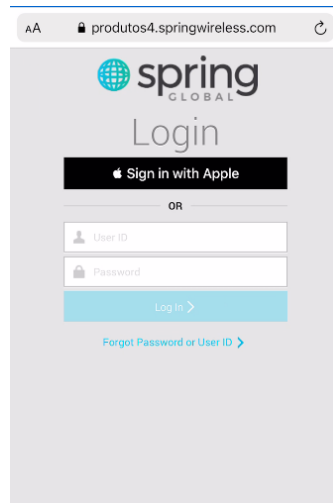 AA produtos4.springwireless.com
spring
GLOBAL
Login
Sign in with Apple
OR
User ID
Password
Log In
Forgot Password or User ID